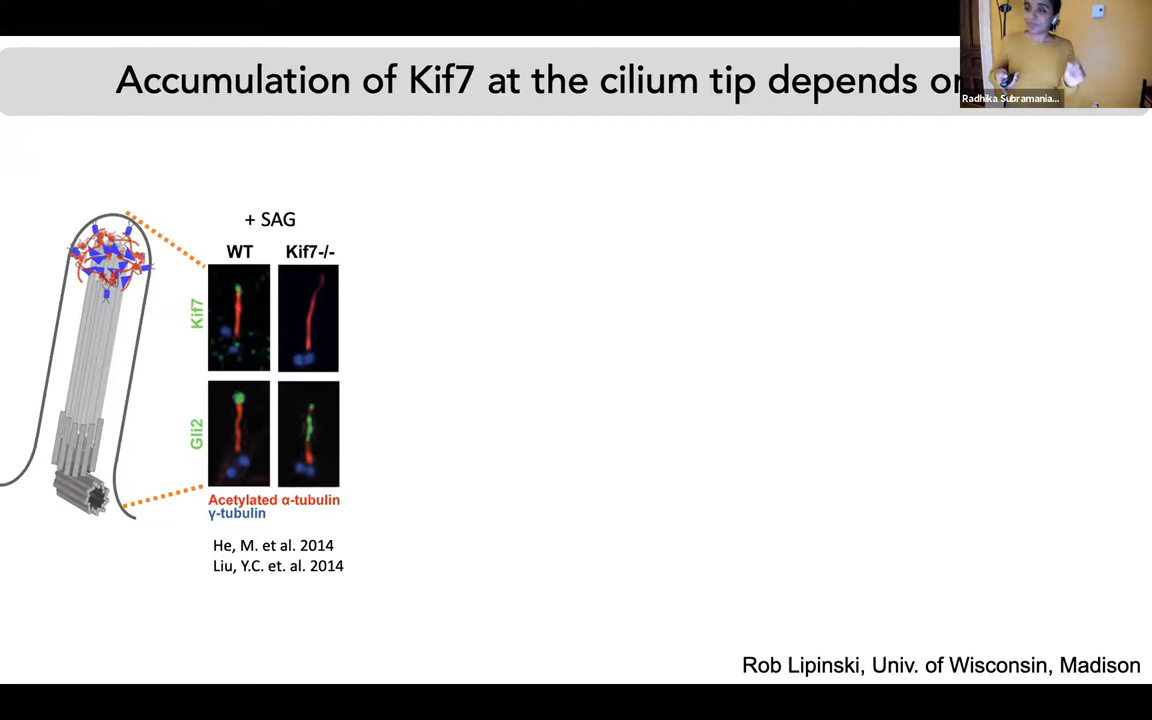 Accumulation of Kif7 at the cilium tip depends
Radhika Subramania...
+ SAG
WT Kif7-/-
Kif7
Gli2
Acetylated α-tubulin
γ-tubulin
He, M. et al. 2014
Liu, Y.C. et. al. 2014
Rob Lipinski, Univ. of Wisconsin, Madison